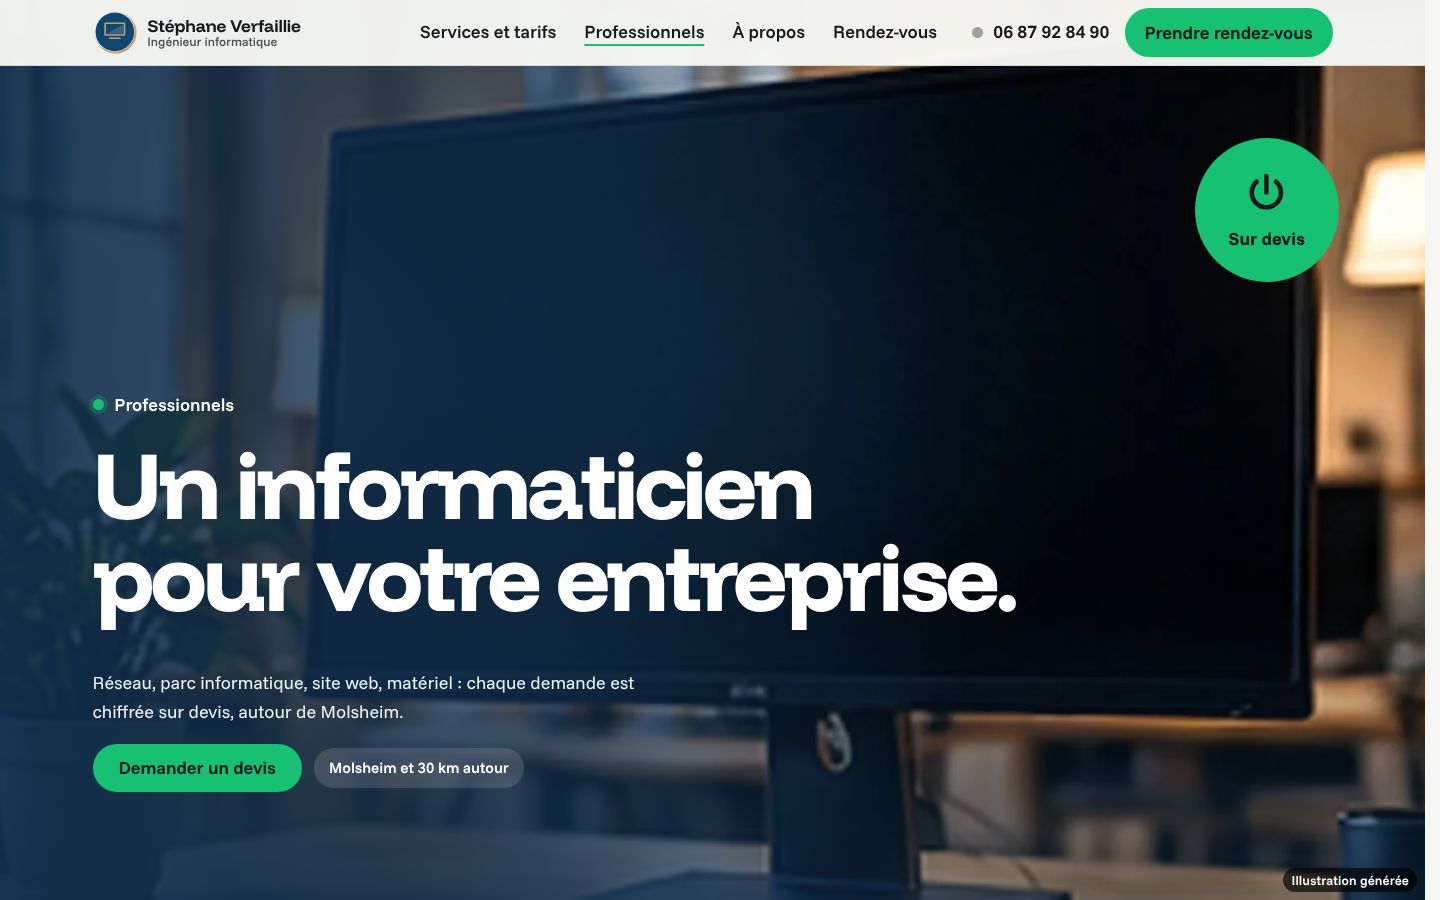 Stéphane Verfaillie
Ingénieur informatique
Services et tarifs
Professionnels
À propos
Rendez-vous
06 87 92 84 90
Prendre rendez-vous
Sur devis
Professionnels
Un informaticien
pour votre entreprise.
Réseau, parc informatique, site web, matériel : chaque demande est
chiffrée sur devis, autour de Molsheim.
Demander un devis
Molsheim et 30 km autour
Illustration générée